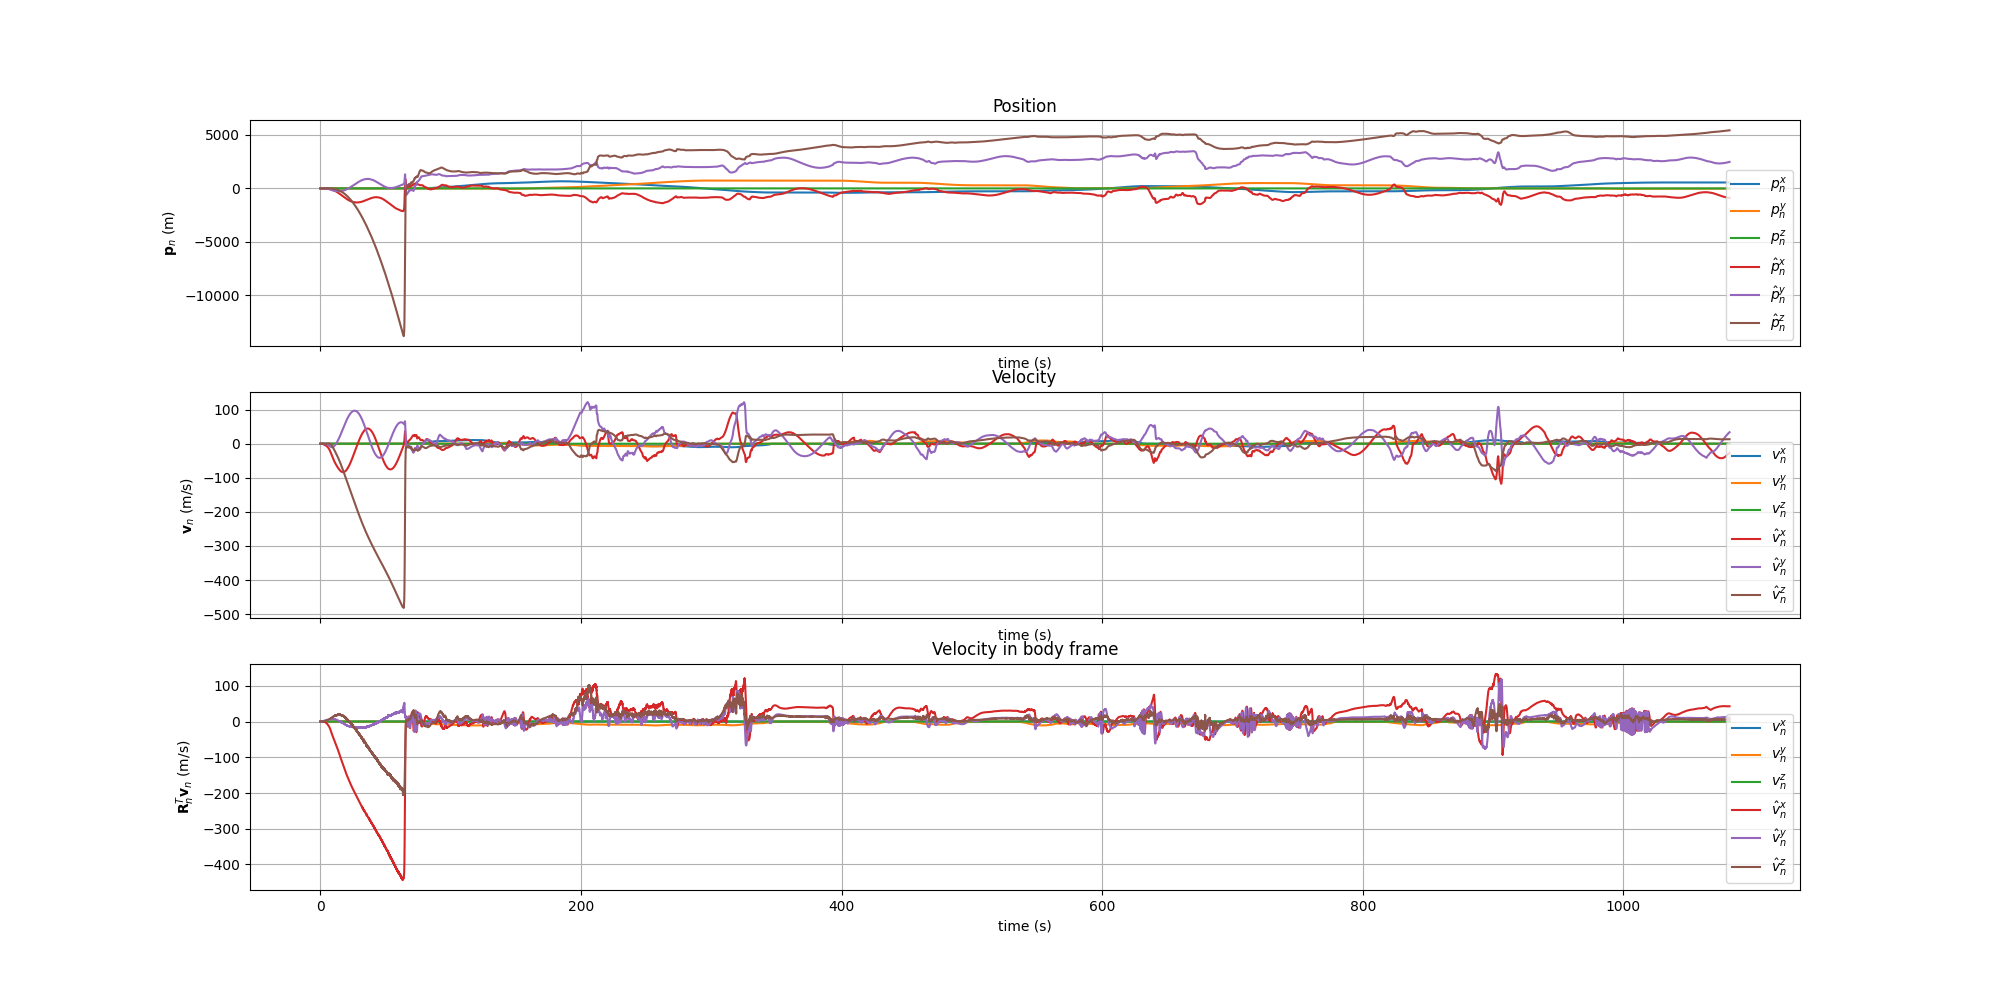 Position
5000
0
−5000
−10000
p_n (m)
p_n^x
p_n^y
p_n^z
p̂_n^x
p̂_n^y
p̂_n^z
time (s)
Velocity
100
0
−100
−200
−300
−400
−500
v_n (m/s)
v_n^x
v_n^y
v_n^z
v̂_n^x
v̂_n^y
v̂_n^z
time (s)
Velocity in body frame
100
0
−100
−200
−300
−400
R_n^T v_n (m/s)
v_n^x
v_n^y
v_n^z
v̂_n^x
v̂_n^y
v̂_n^z
0 200 400 600 800 1000
time (s)